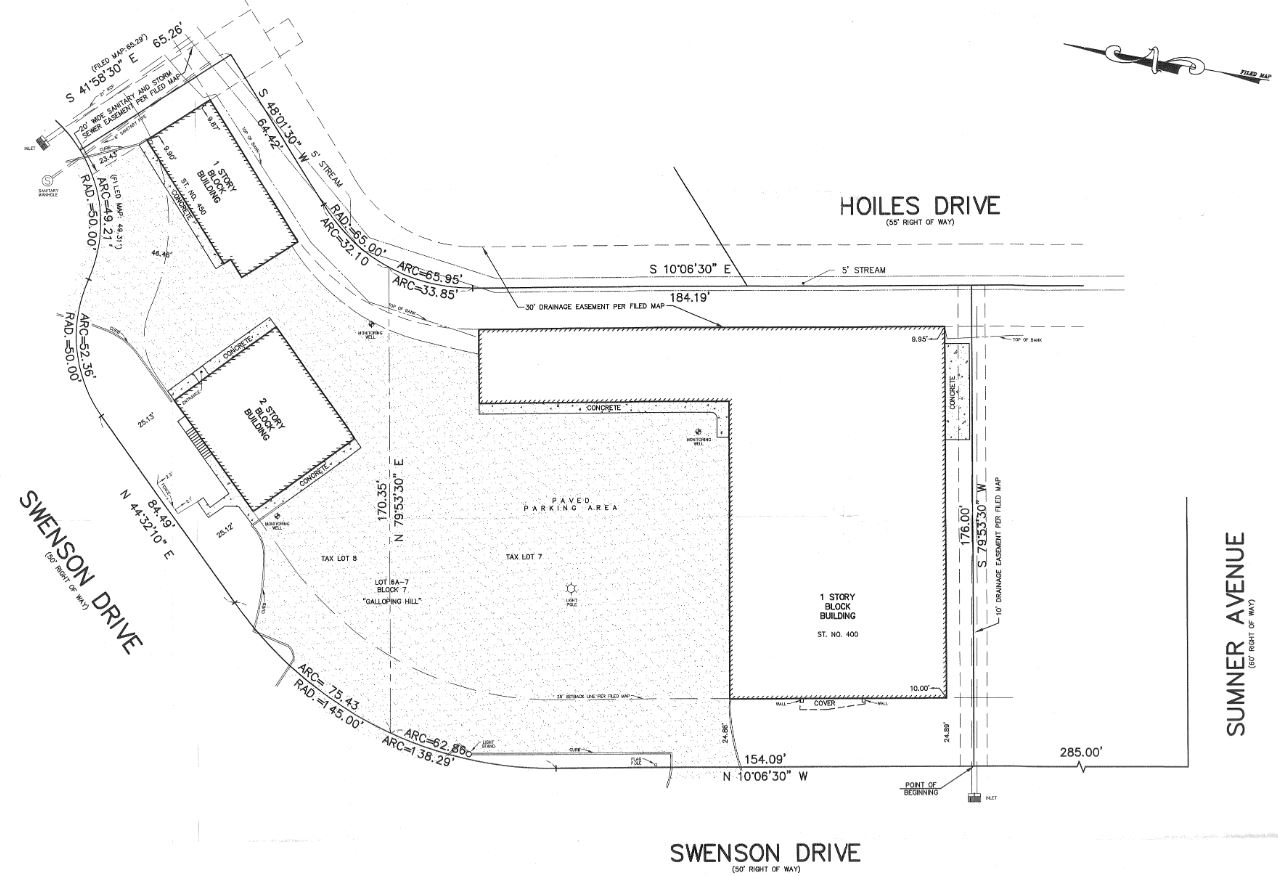 (FILED MAP:65.29')
S 41°58'30" E 65.26'
20' WIDE SANITARY AND STORM
SEWER EASEMENT PER FILED MAP
INLET
SANITARY
MANHOLE
CURB
23.43'
ARC=49.21'
(FILED MAP: 49.31')
RAD.=50.00'
9.90'
9.87'
1 STORY
BLOCK
BUILDING
ST. NO. 450
CONCRETE
46.46'
TOP OF BANK
S 48°01'30" W
64.42'
5' STREAM
RAD.=65.00'
ARC=32.10
ARC=65.95'
ARC=33.85'
FILED MAP
HOILES DRIVE
(55' RIGHT OF WAY)
S 10°06'30" E
5' STREAM
184.19'
30' DRAINAGE EASEMENT PER FILED MAP
TOP OF BANK
MONITORING
WELL
9.95'
TOP OF BANK
CONCRETE
CONCRETE
MONITORING
WELL
ARC=52.36'
RAD.=50.00'
CURB
CONCRETE
ENTRANCE
2 STORY
BLOCK
BUILDING
CONCRETE
25.13'
25.12'
MONITORING
WELL
84.49'
N 44°32'10" E
SWENSON DRIVE
(50' RIGHT OF WAY)
170.35'
N 79°53'30" E
PAVED
PARKING AREA
TAX LOT 8
TAX LOT 7
LOT 6A-7
BLOCK 7
"GALLOPING HILL"
LIGHT
POLE
1 STORY
BLOCK
BUILDING
ST. NO. 400
176.00'
S 79°53'30" W
10' DRAINAGE EASEMENT PER FILED MAP
SUMNER AVENUE
(60' RIGHT OF WAY)
CURB
25' SETBACK LINE PER FILED MAP
10.00'
WALL
COVER
WALL
ARC= 75.43
RAD.=145.00'
ARC=62.86
ARC=138.29'
LIGHT
STAND
CURB
24.86'
24.89'
154.09'
N 10°06'30" W
285.00'
POINT OF
BEGINNING
INLET
SWENSON DRIVE
(50' RIGHT OF WAY)